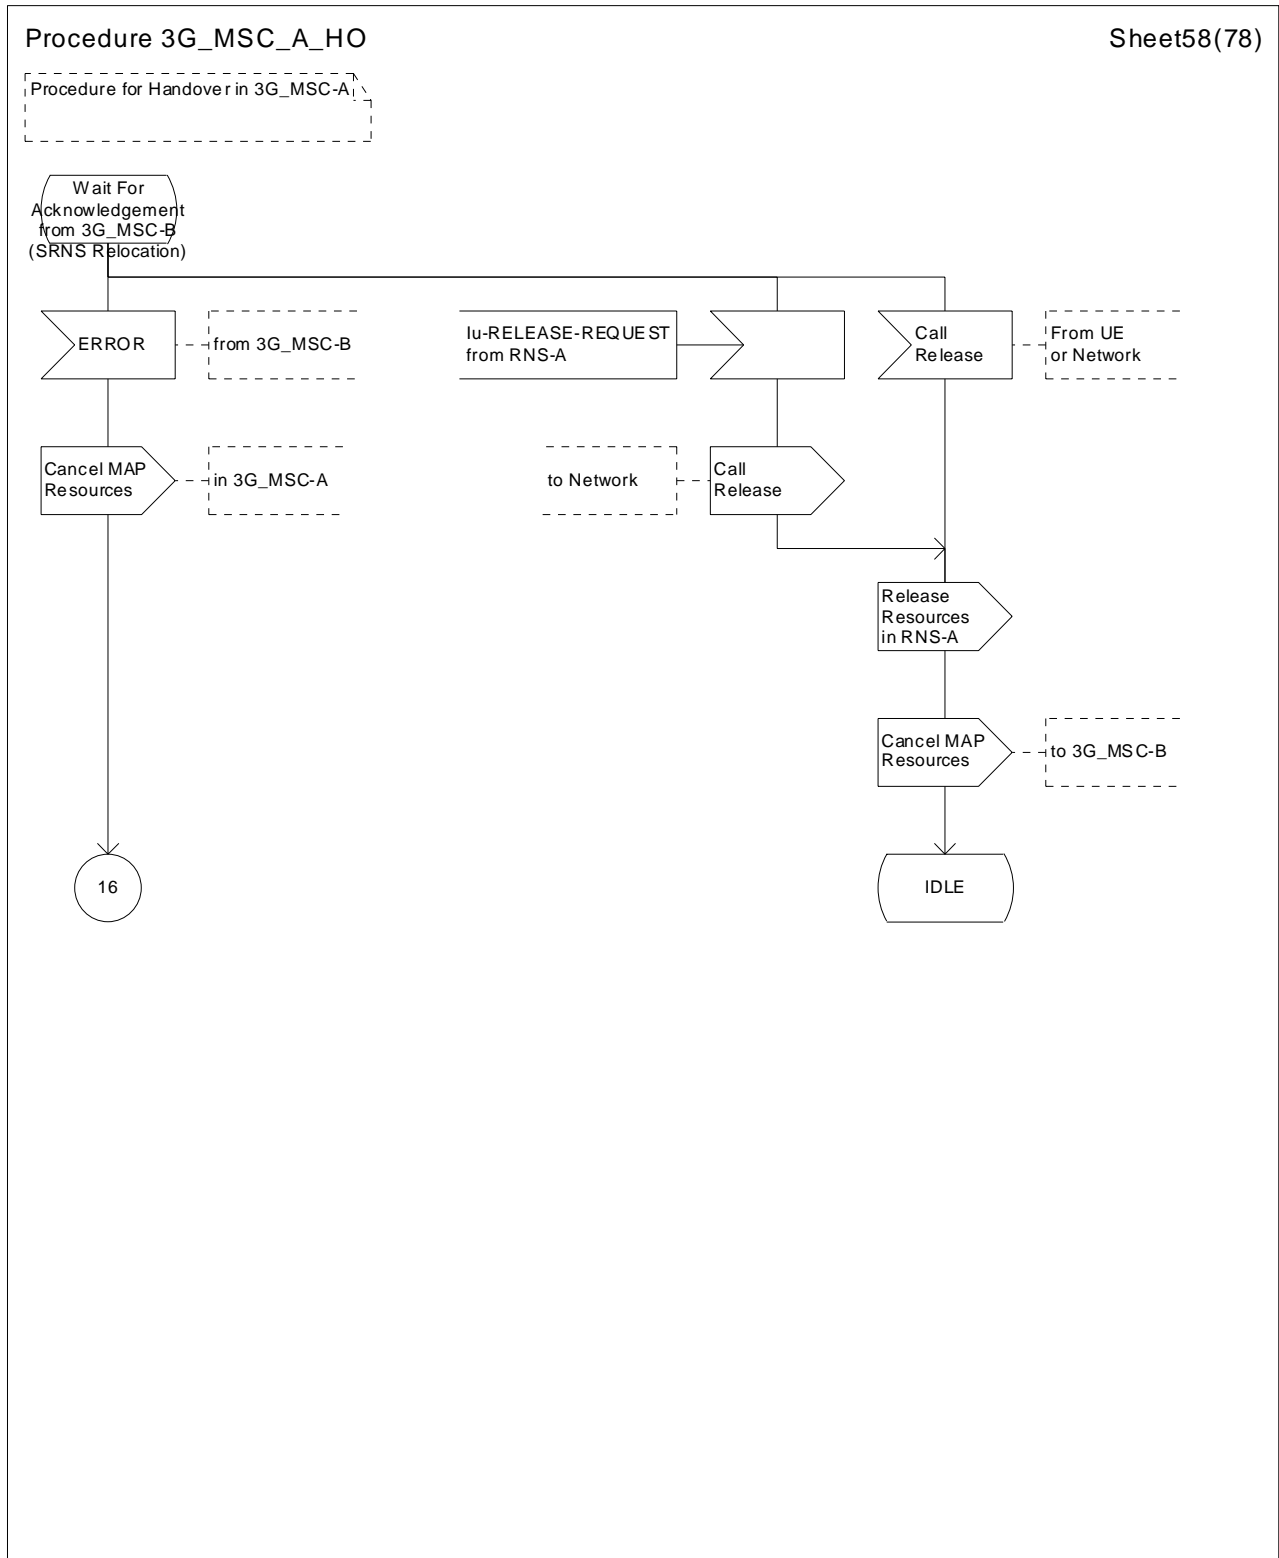 Procedure 3G_MSC_A_HO
Sheet58(78)
Procedure for Handover in 3G_MSC-A
Wait For
Acknowledgement
from 3G_MSC-B
(SRNS Relocation)
ERROR
from 3G_MSC-B
Iu-RELEASE-REQUEST
from RNS-A
Call
Release
From UE
or Network
Cancel MAP
Resources
in 3G_MSC-A
to Network
Call
Release
Release
Resources
in RNS-A
Cancel MAP
Resources
to 3G_MSC-B
16
IDLE